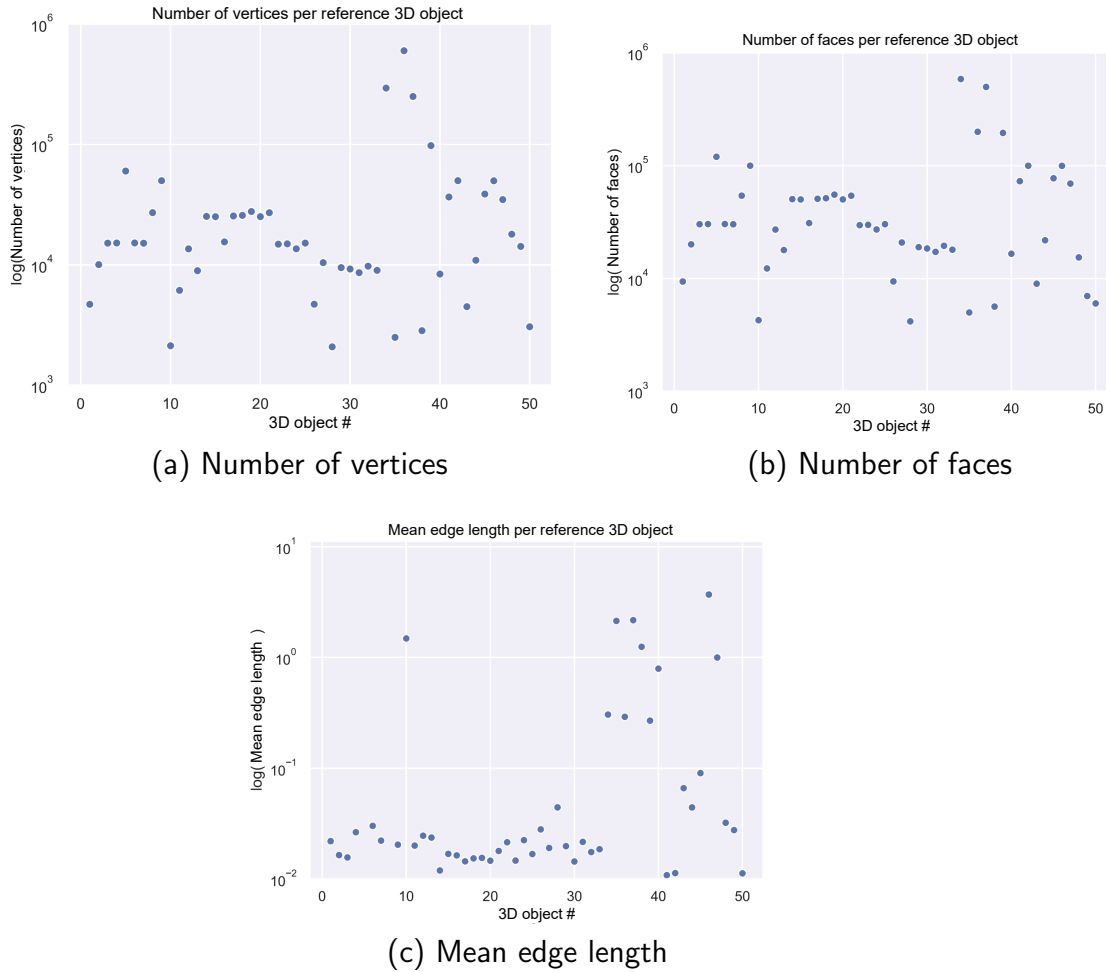 Number of vertices per reference 3D object
log(Number of vertices)
10^6
10^5
10^4
10^3
0 10 20 30 40 50
3D object #
(a) Number of vertices
Number of faces per reference 3D object
log( Number of faces)
10^6
10^5
10^4
10^3
0 10 20 30 40 50
3D object #
(b) Number of faces
Mean edge length per reference 3D object
log( Mean edge length )
10^1
10^0
10^-1
10^-2
0 10 20 30 40 50
3D object #
(c) Mean edge length